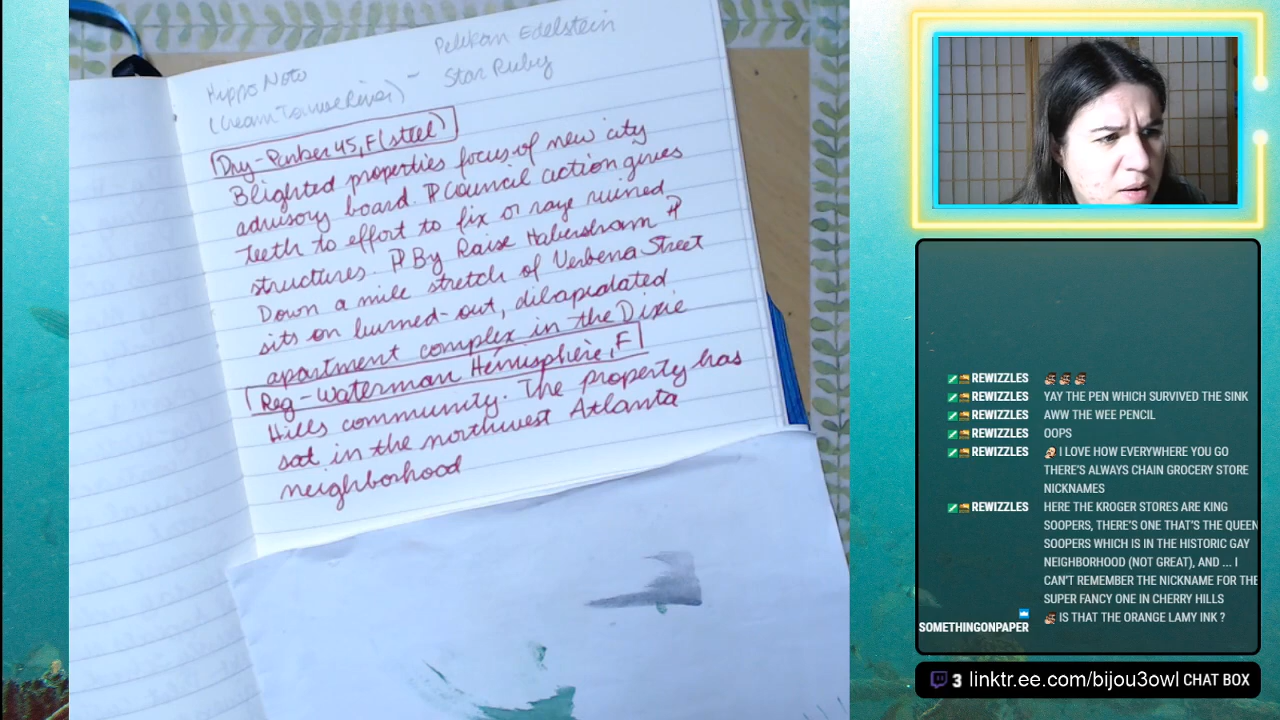 Hippo Noto - Pelikan Edelstein
(Cream Tomoe River) Star Ruby
Dry-Parker 45, F (steel)
Blighted properties focus of new city
advisory board. ¶ Council action gives
teeth to effort to fix or raze ruined
structures. ¶ By Raise Habersham ¶
Down a mile stretch of Verbena Street
sits on burned-out, dilapidated
apartment complex in the Dixie
Reg-Waterman Hémisphère, F
Hills community. The property has
sat in the northwest Atlanta
neighborhood
REWIZZLES
REWIZZLES YAY THE PEN WHICH SURVIVED THE SINK
REWIZZLES AWW THE WEE PENCIL
REWIZZLES OOPS
REWIZZLES I LOVE HOW EVERYWHERE YOU GO
THERE'S ALWAYS CHAIN GROCERY STORE
NICKNAMES
REWIZZLES HERE THE KROGER STORES ARE KING
SOOPERS, THERE'S ONE THAT'S THE QUEEN
SOOPERS WHICH IS IN THE HISTORIC GAY
NEIGHBORHOOD (NOT GREAT), AND ... I
CAN'T REMEMBER THE NICKNAME FOR THE
SUPER FANCY ONE IN CHERRY HILLS
SOMETHINGONPAPER IS THAT THE ORANGE LAMY INK ?
3 linktr.ee.com/bijou3owl CHAT BOX